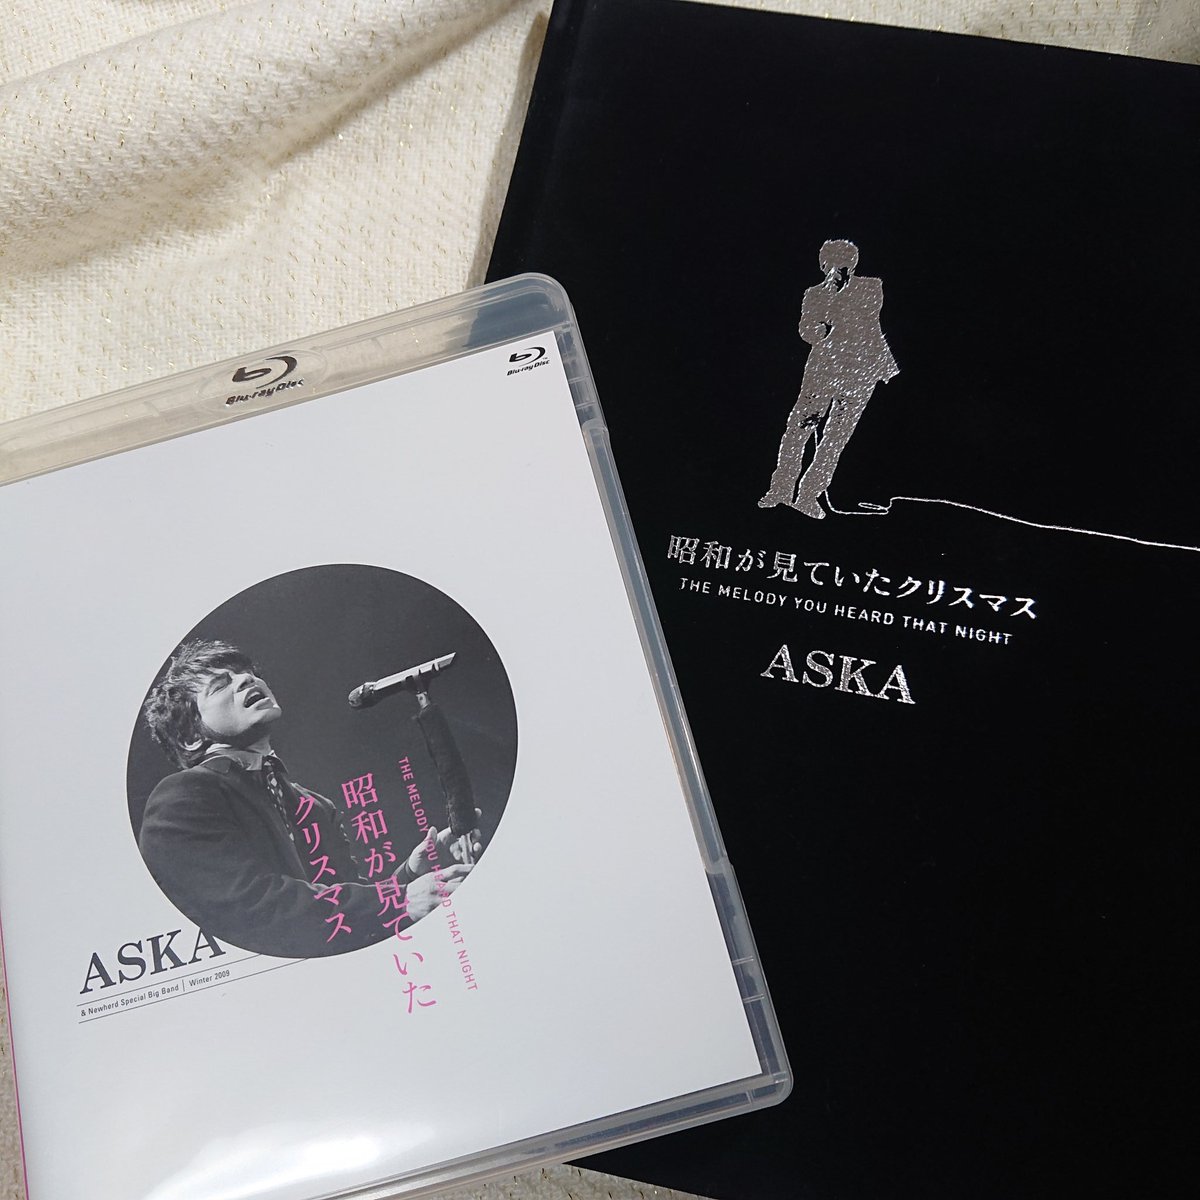 Blu-ray Disc
Blu-ray Disc
THE MELODY YOU HEARD THAT NIGHT
昭和が見ていた
クリスマス
ASKA
& Newherd Special Big Band | Winter 2009
昭和が見ていたクリスマス
THE MELODY YOU HEARD THAT NIGHT
ASKA